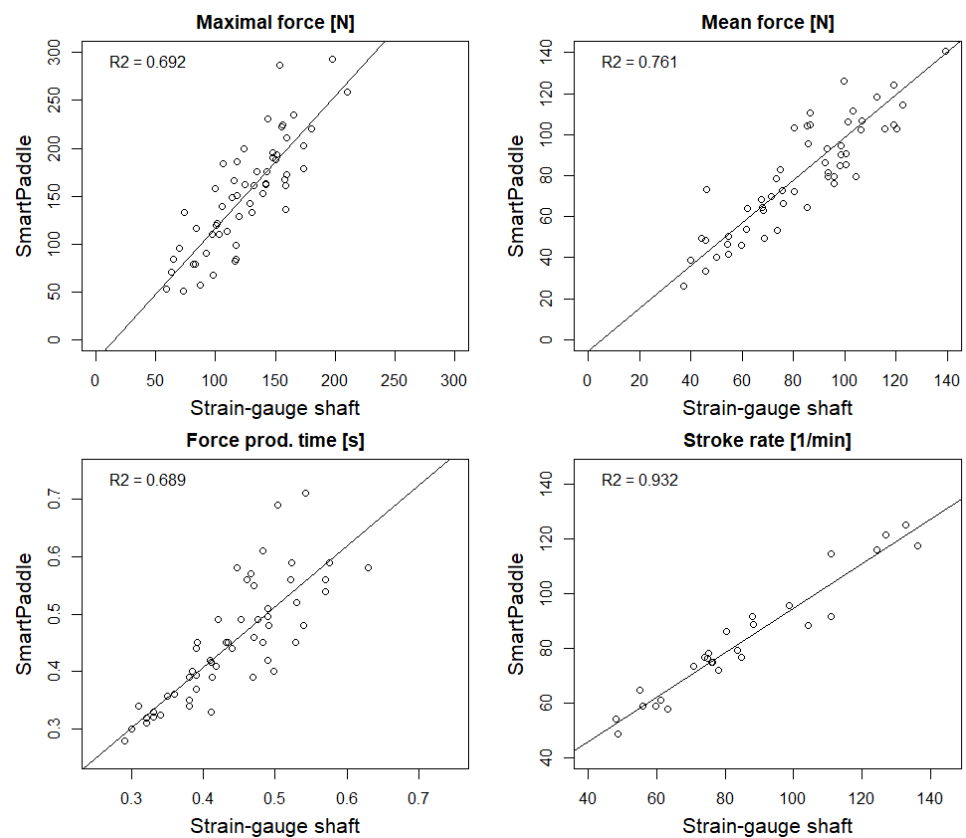 Maximal force [N]
R2 = 0.692
SmartPaddle
300
250
200
150
100
50
0
0 50 100 150 200 250 300
Strain-gauge shaft
Mean force [N]
R2 = 0.761
SmartPaddle
140
120
100
80
60
40
20
0
0 20 40 60 80 100 120 140
Strain-gauge shaft
Force prod. time [s]
R2 = 0.689
SmartPaddle
0.7
0.6
0.5
0.4
0.3
0.3 0.4 0.5 0.6 0.7
Strain-gauge shaft
Stroke rate [1/min]
R2 = 0.932
SmartPaddle
140
120
100
80
60
40
40 60 80 100 120 140
Strain-gauge shaft